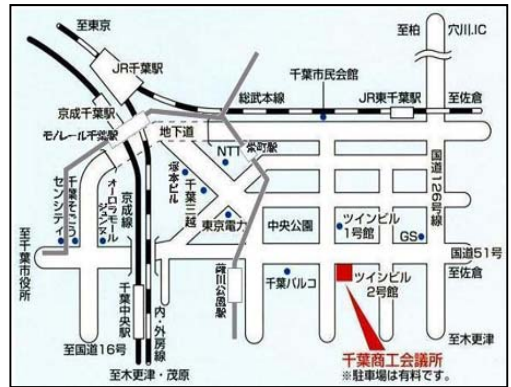 至東京
至柏
穴川.IC
JR千葉駅
千葉市民会館
総武本線
JR東千葉駅
至佐倉
京成千葉駅
モノレール千葉駅
地下道
栄町駅
NTT
国道126号線
千葉そごう
センシティ
オーロラモール
ジュンヌ
京成線
塚本ビル
千葉三越
東京電力
中央公園
ツインビル
1号館
GS
国道51号
至佐倉
至千葉市役所
葭川公園駅
千葉パルコ
ツインビル
2号館
千葉中央駅
内・外房線
至国道16号
至木更津
千葉商工会議所
※駐車場は有料です。
至木更津・茂原